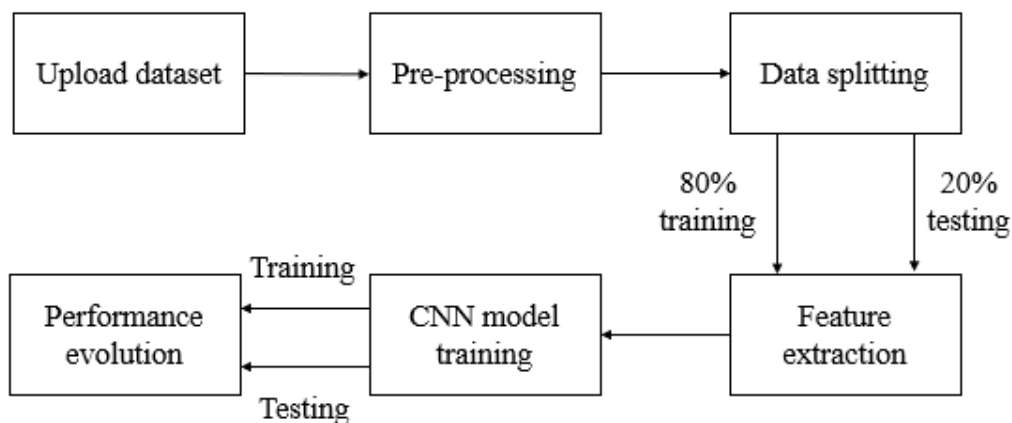 Upload dataset
Pre-processing
Data splitting
80%
training
20%
testing
Feature
extraction
CNN model
training
Training
Testing
Performance
evolution